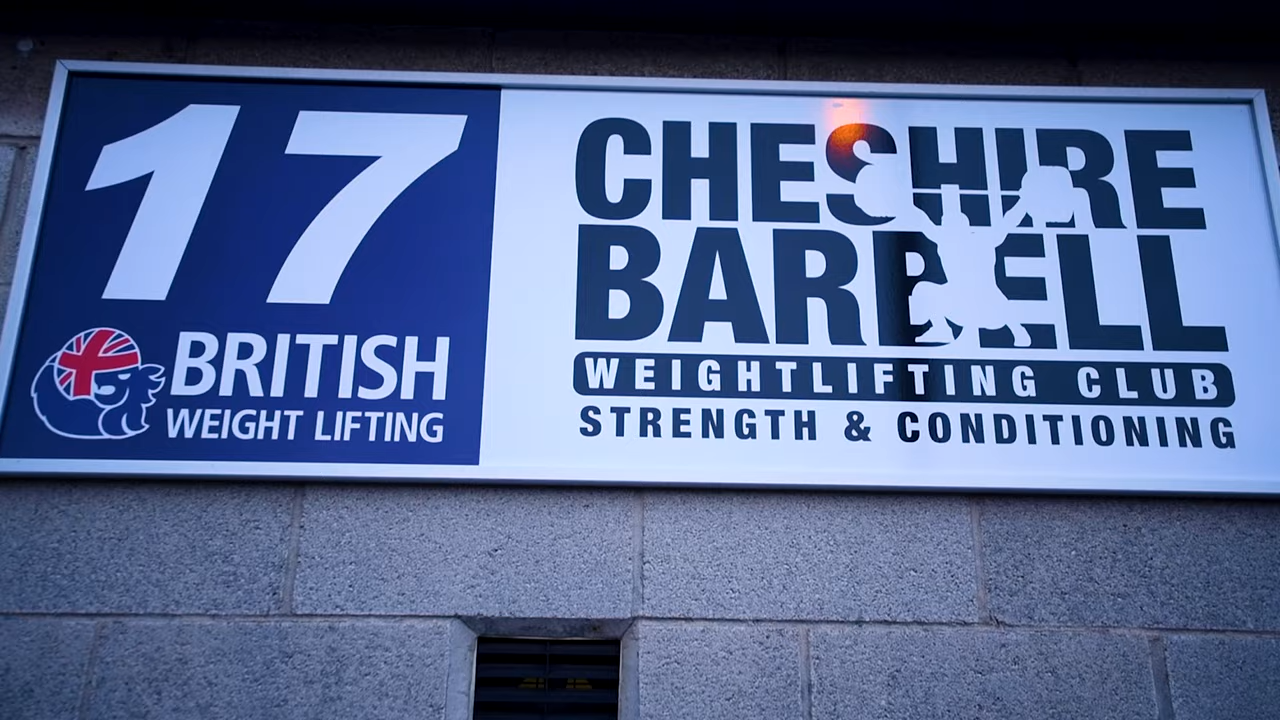 17
BRITISH
WEIGHT LIFTING
CHESHIRE
BARBELL
WEIGHTLIFTING CLUB
STRENGTH & CONDITIONING